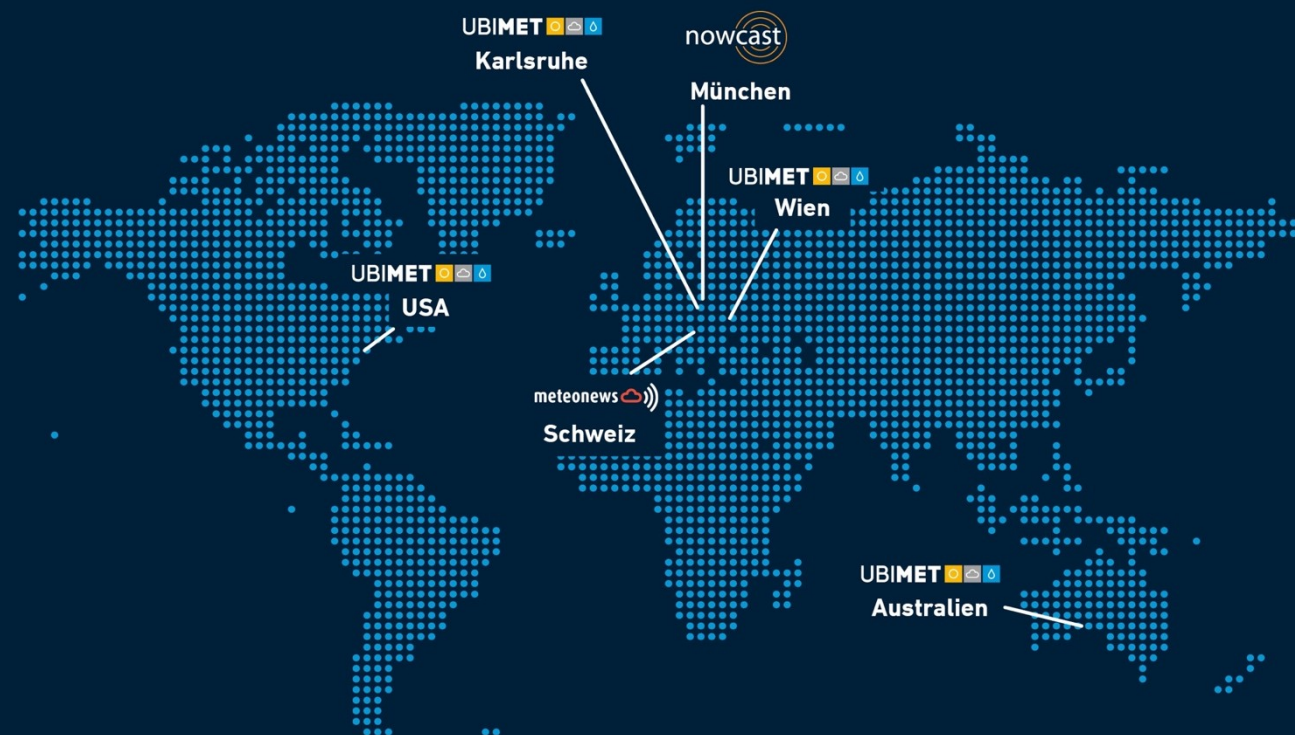 UBIMET
Karlsruhe
nowcast
München
UBIMET
Wien
UBIMET
USA
meteonews
Schweiz
UBIMET
Australien